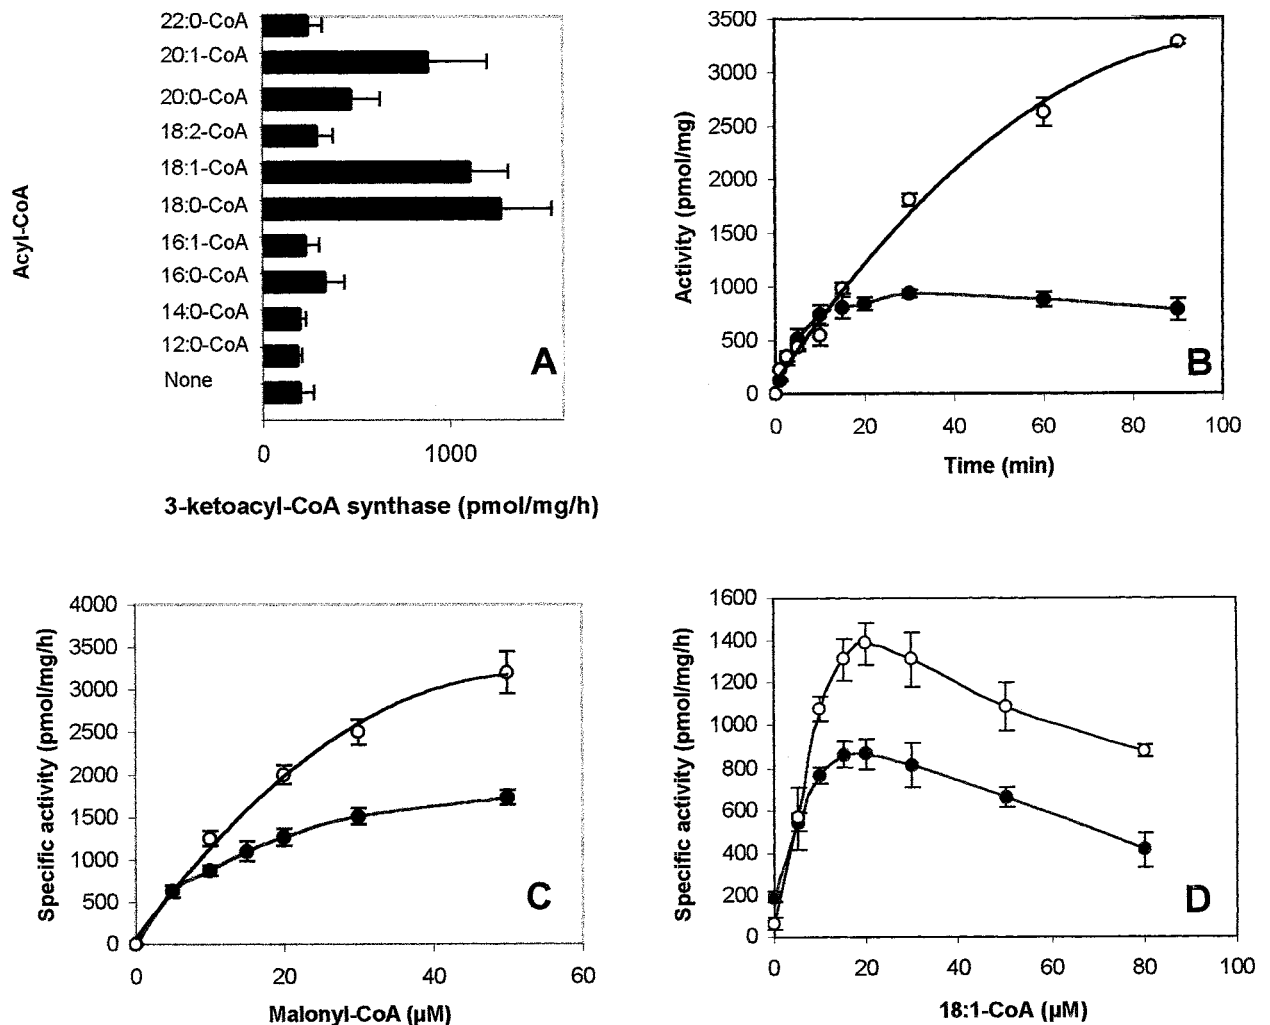 22:0-CoA
20:1-CoA
20:0-CoA
18:2-CoA
18:1-CoA
18:0-CoA
16:1-CoA
16:0-CoA
14:0-CoA
12:0-CoA
None
Acyl-CoA
0
1000
3-ketoacyl-CoA synthase (pmol/mg/h)
A
3500
3000
2500
2000
1500
1000
500
0
Activity (pmol/mg)
0
20
40
60
80
100
Time (min)
B
4000
3500
3000
2500
2000
1500
1000
500
0
Specific activity (pmol/mg/h)
0
20
40
60
Malonyl-CoA (µM)
C
1600
1400
1200
1000
800
600
400
200
0
Specific activity (pmol/mg/h)
0
20
40
60
80
100
18:1-CoA (µM)
D